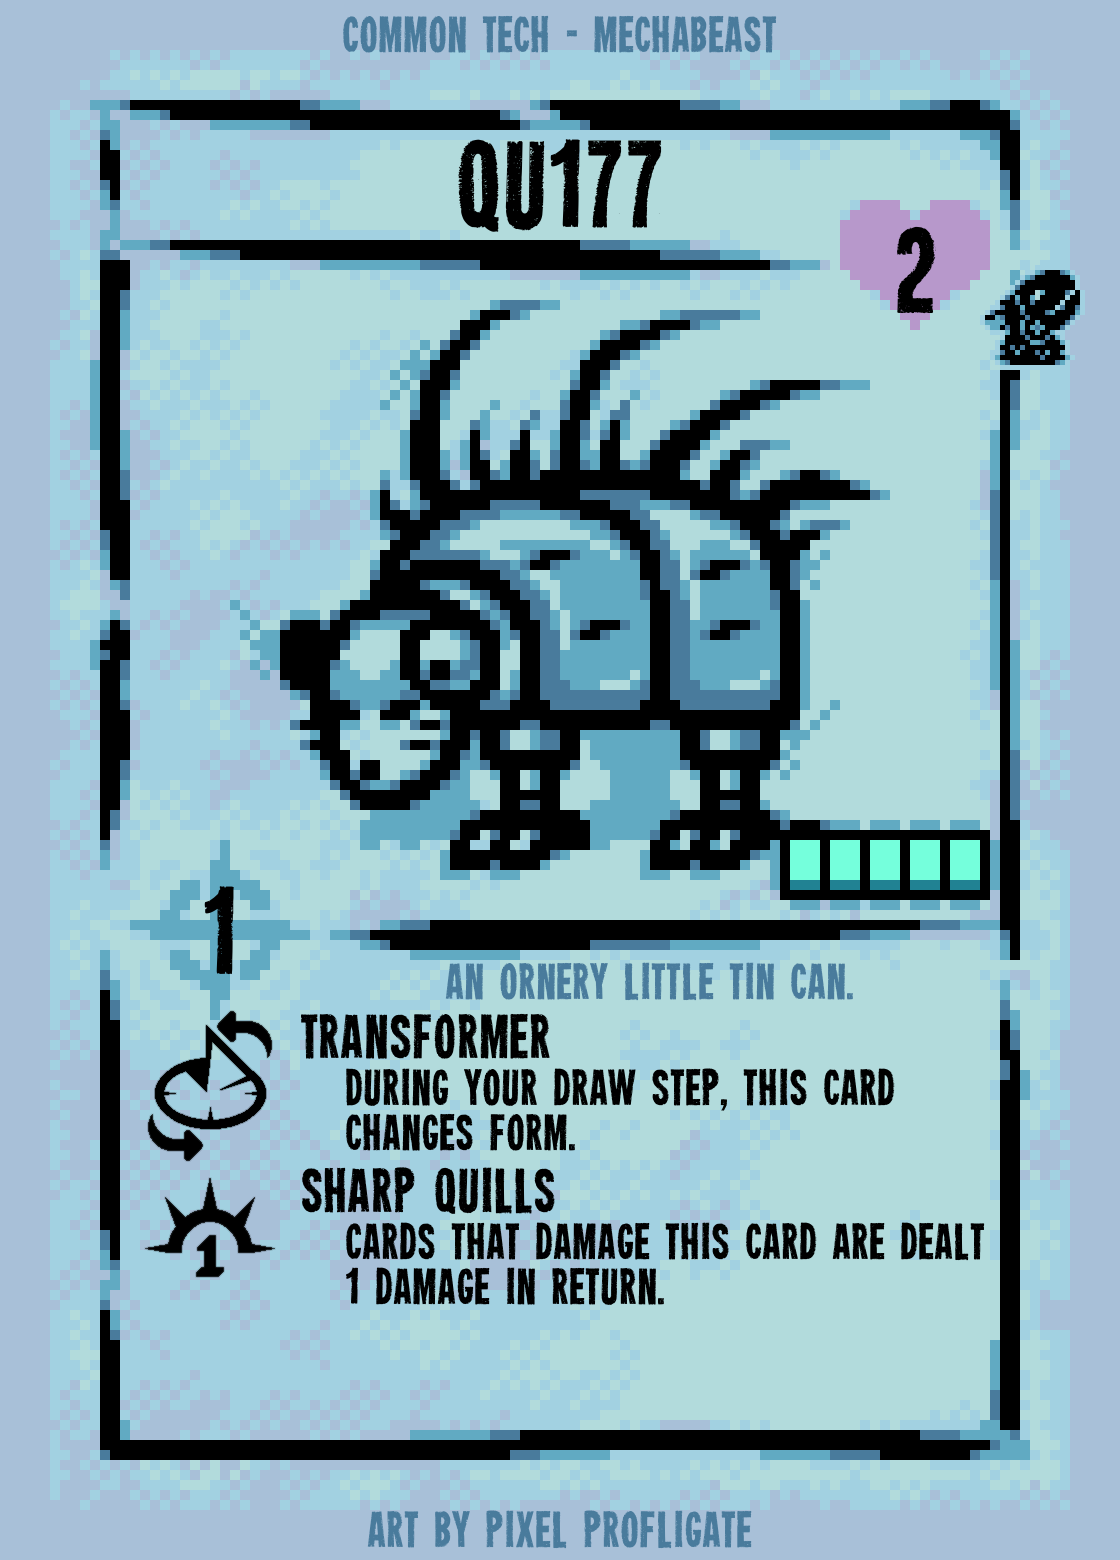 COMMON TECH - MECHABEAST
QU177
2
1
AN ORNERY LITTLE TIN CAN.
TRANSFORMER
DURING YOUR DRAW STEP, THIS CARD
CHANGES FORM.
SHARP QUILLS
1
CARDS THAT DAMAGE THIS CARD ARE DEALT
1 DAMAGE IN RETURN.
ART BY PIXEL PROFLIGATE